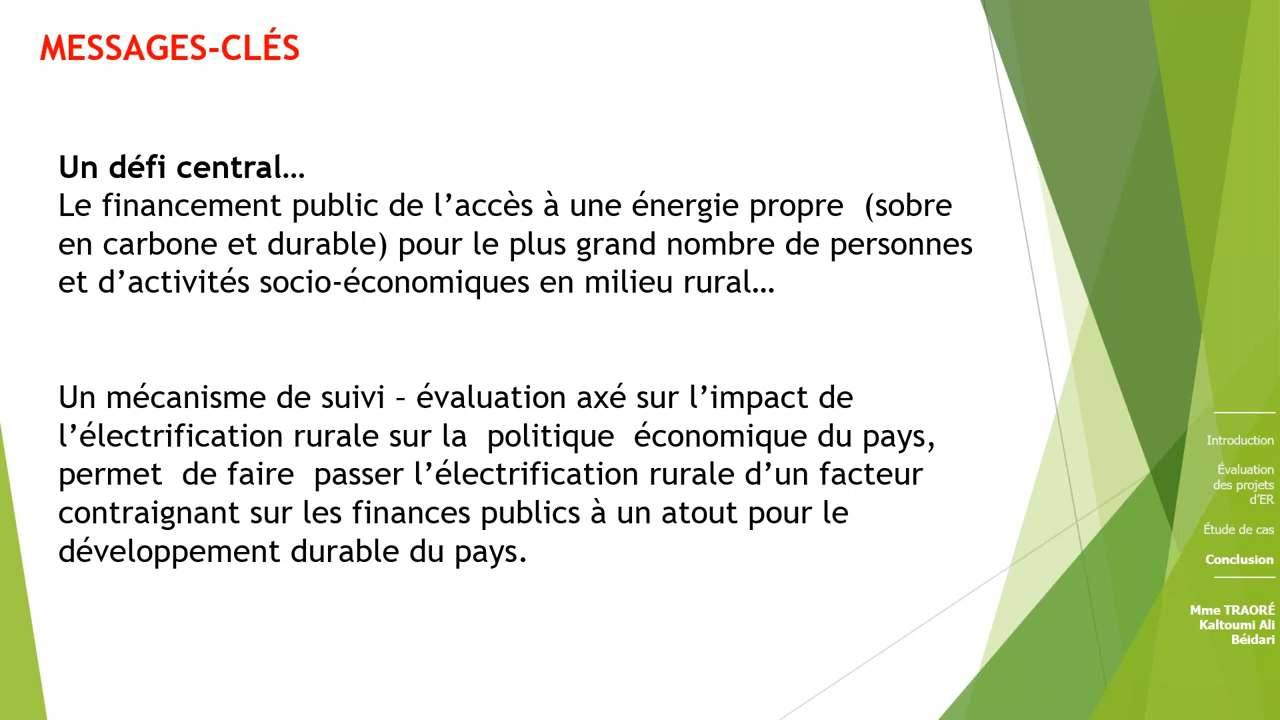 MESSAGES-CLÉS
Un défi central…
Le financement public de l’accès à une énergie propre  (sobre
en carbone et durable) pour le plus grand nombre de personnes
et d’activités socio-économiques en milieu rural…
Un mécanisme de suivi – évaluation axé sur l’impact de
l’électrification rurale sur la  politique  économique du pays,
permet  de faire  passer l’électrification rurale d’un facteur
contraignant sur les finances publics à un atout pour le
développement durable du pays.
Introduction
Évaluation
des projets
d’ER
Étude de cas
Conclusion
Mme TRAORÉ
Kaltoumi Ali
Béidari